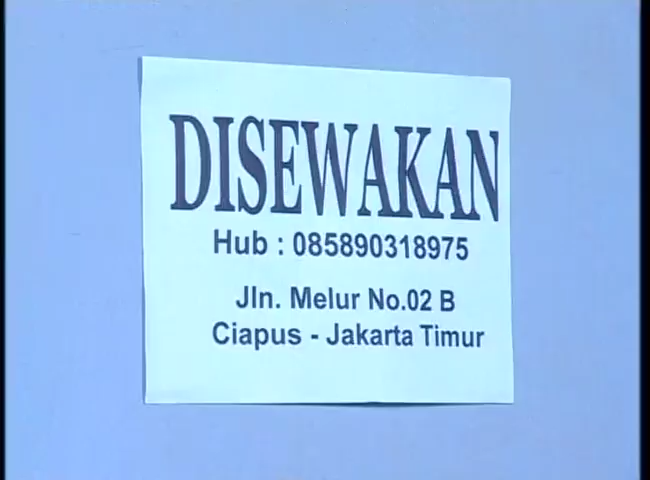 DISEWAKAN
Hub : 085890318975
Jln. Melur No.02 B
Ciapus - Jakarta Timur